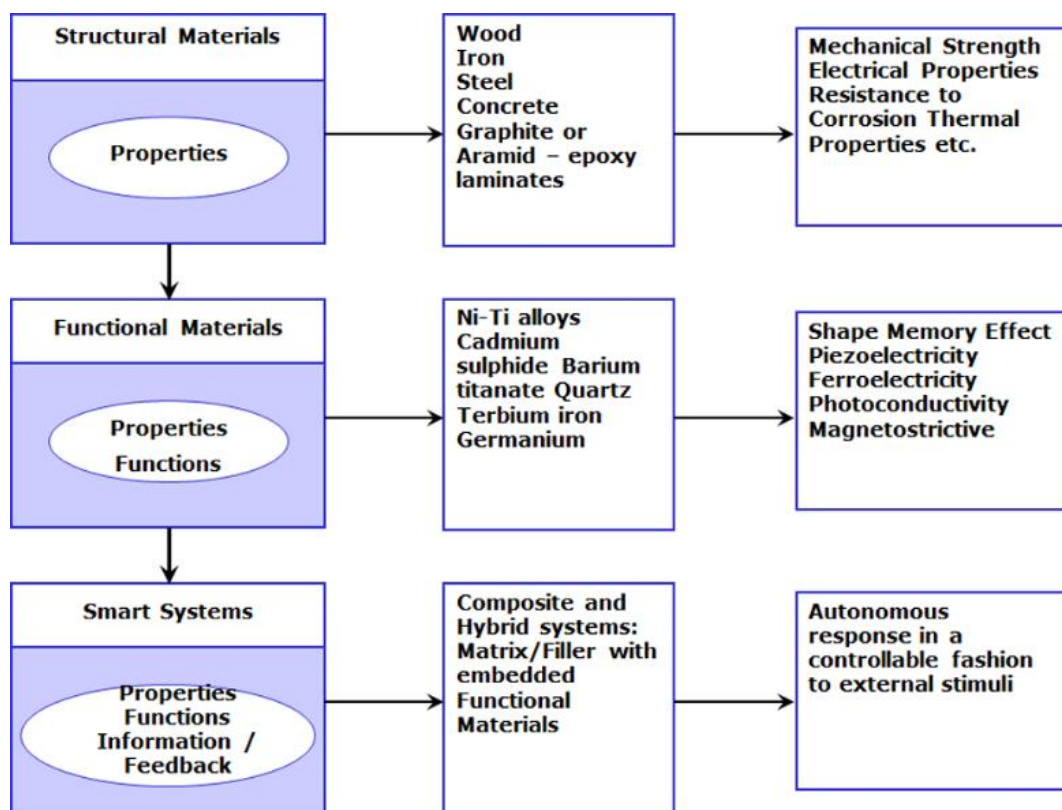 Structural Materials
Properties
Wood
Iron
Steel
Concrete
Graphite or
Aramid – epoxy
laminates
Mechanical Strength
Electrical Properties
Resistance to
Corrosion Thermal
Properties etc.
Functional Materials
Properties
Functions
Ni-Ti alloys
Cadmium
sulphide Barium
titanate Quartz
Terbium iron
Germanium
Shape Memory Effect
Piezoelectricity
Ferroelectricity
Photoconductivity
Magnetostrictive
Smart Systems
Properties
Functions
Information /
Feedback
Composite and
Hybrid systems:
Matrix/Filler with
embedded
Functional
Materials
Autonomous
response in a
controllable fashion
to external stimuli